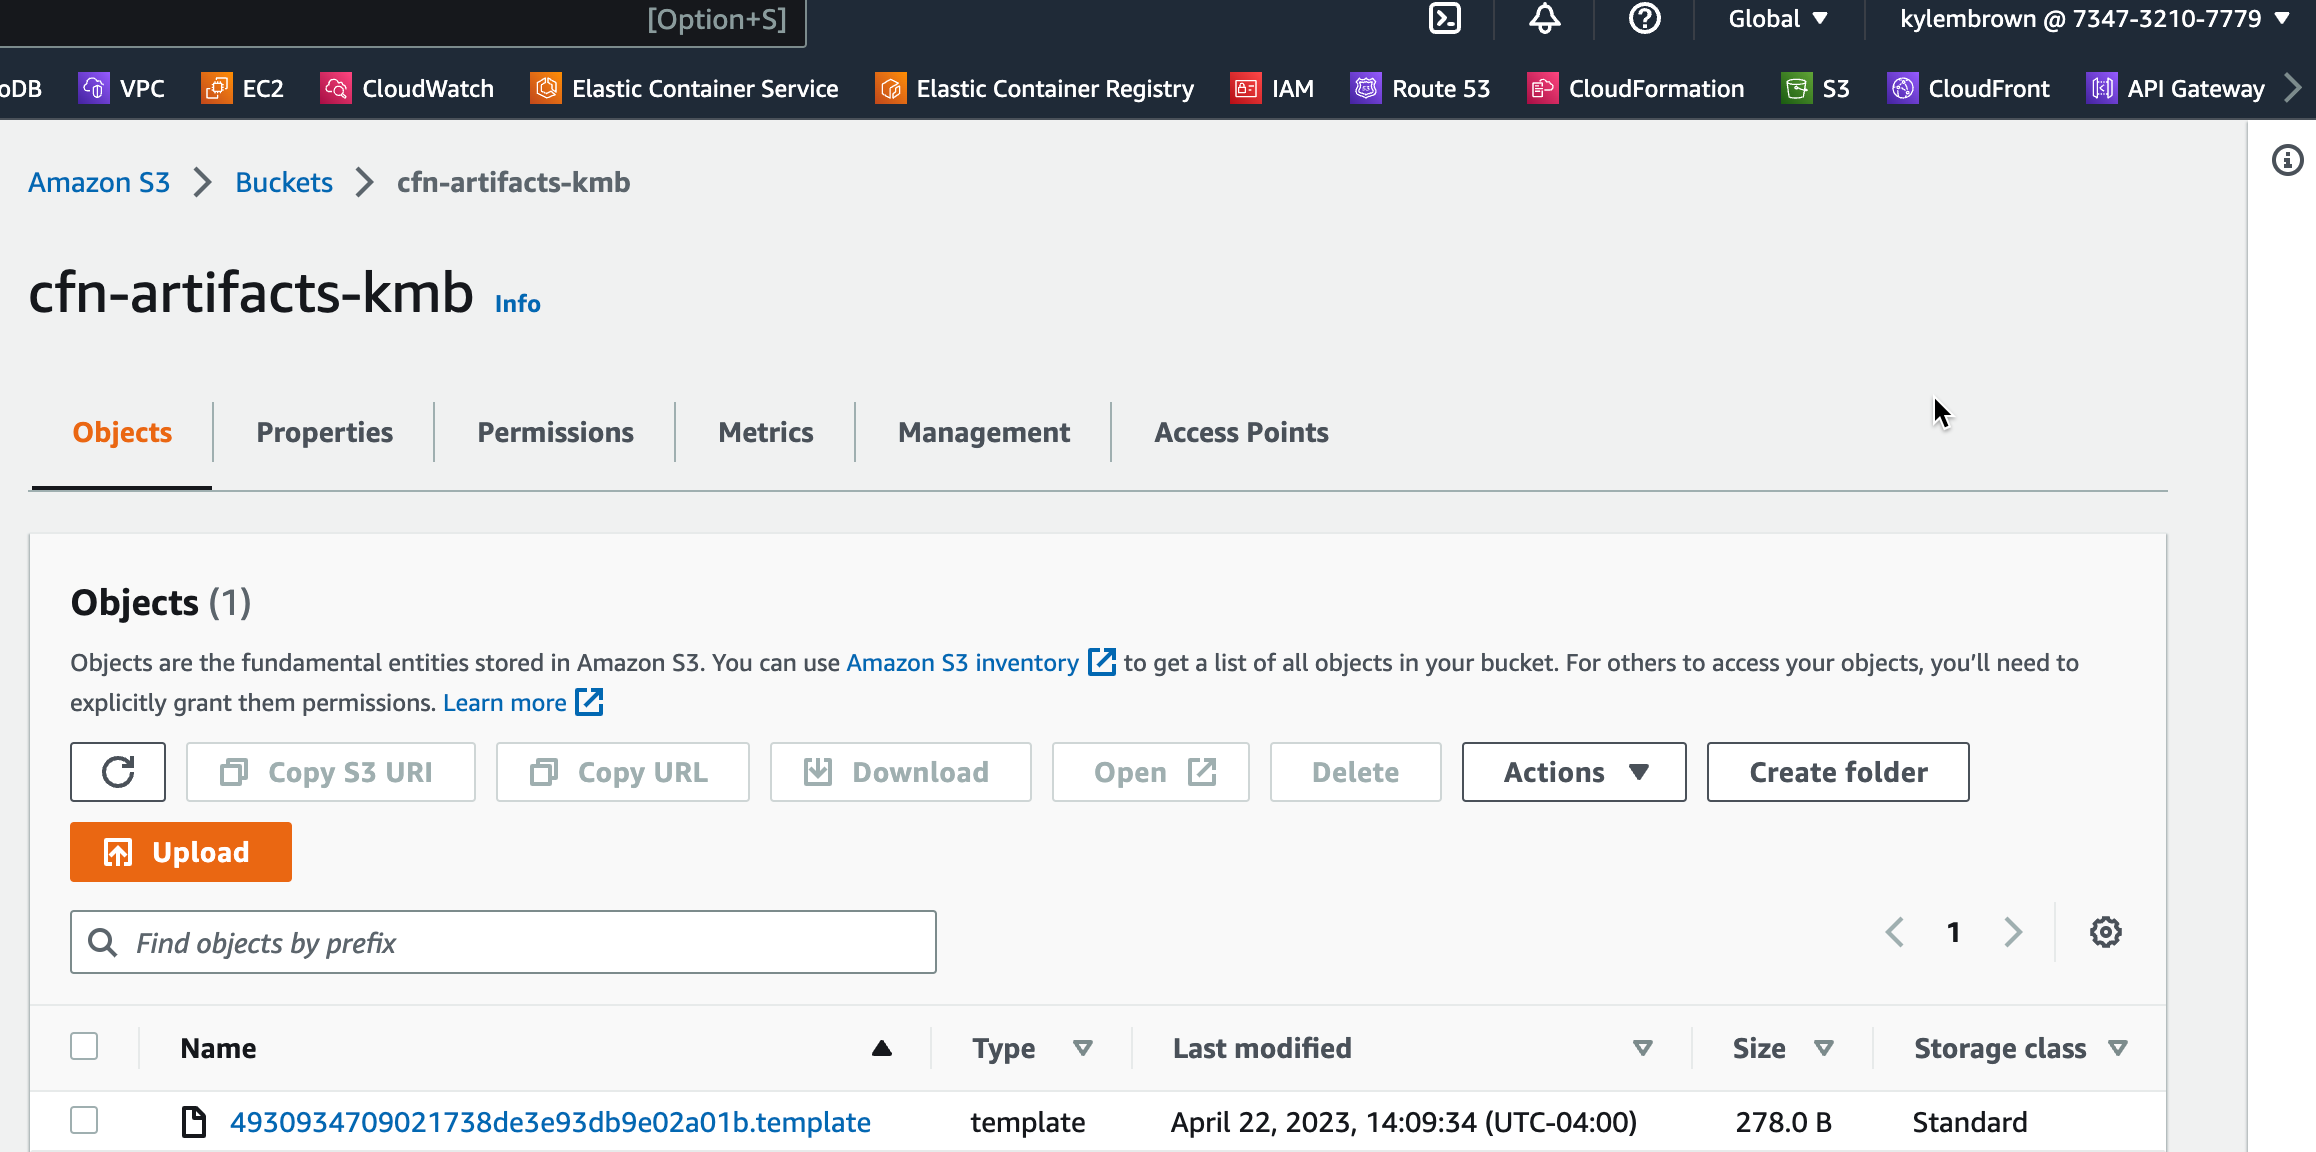 [Option+S]
Global
kylembrown @ 7347-3210-7779
oDB VPC EC2 CloudWatch Elastic Container Service Elastic Container Registry IAM Route 53 CloudFormation S3 CloudFront API Gateway
Amazon S3 Buckets cfn-artifacts-kmb
cfn-artifacts-kmb Info
Objects Properties Permissions Metrics Management Access Points
Objects (1)
Objects are the fundamental entities stored in Amazon S3. You can use Amazon S3 inventory to get a list of all objects in your bucket. For others to access your objects, you’ll need to
explicitly grant them permissions. Learn more
Copy S3 URI Copy URL Download Open Delete Actions Create folder
Upload
Find objects by prefix
1
Name Type Last modified Size Storage class
4930934709021738de3e93db9e02a01b.template template April 22, 2023, 14:09:34 (UTC-04:00) 278.0 B Standard